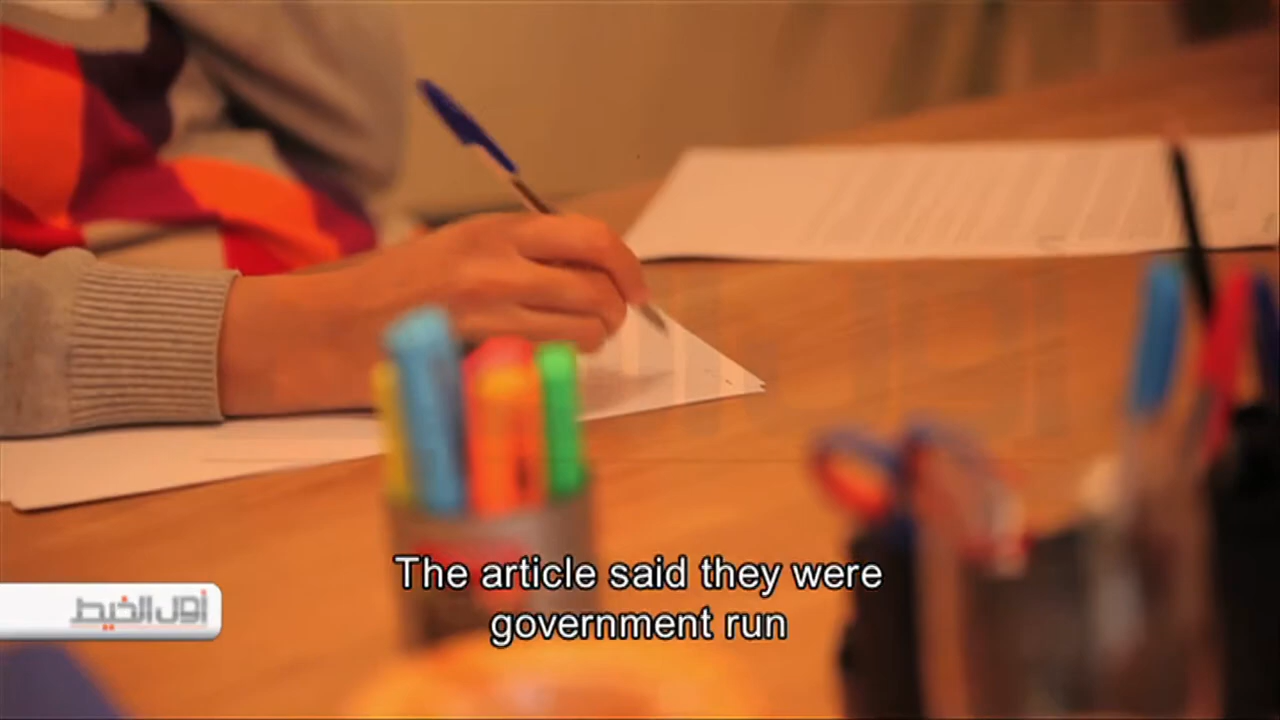 The article said they were
government run
أول الخيط